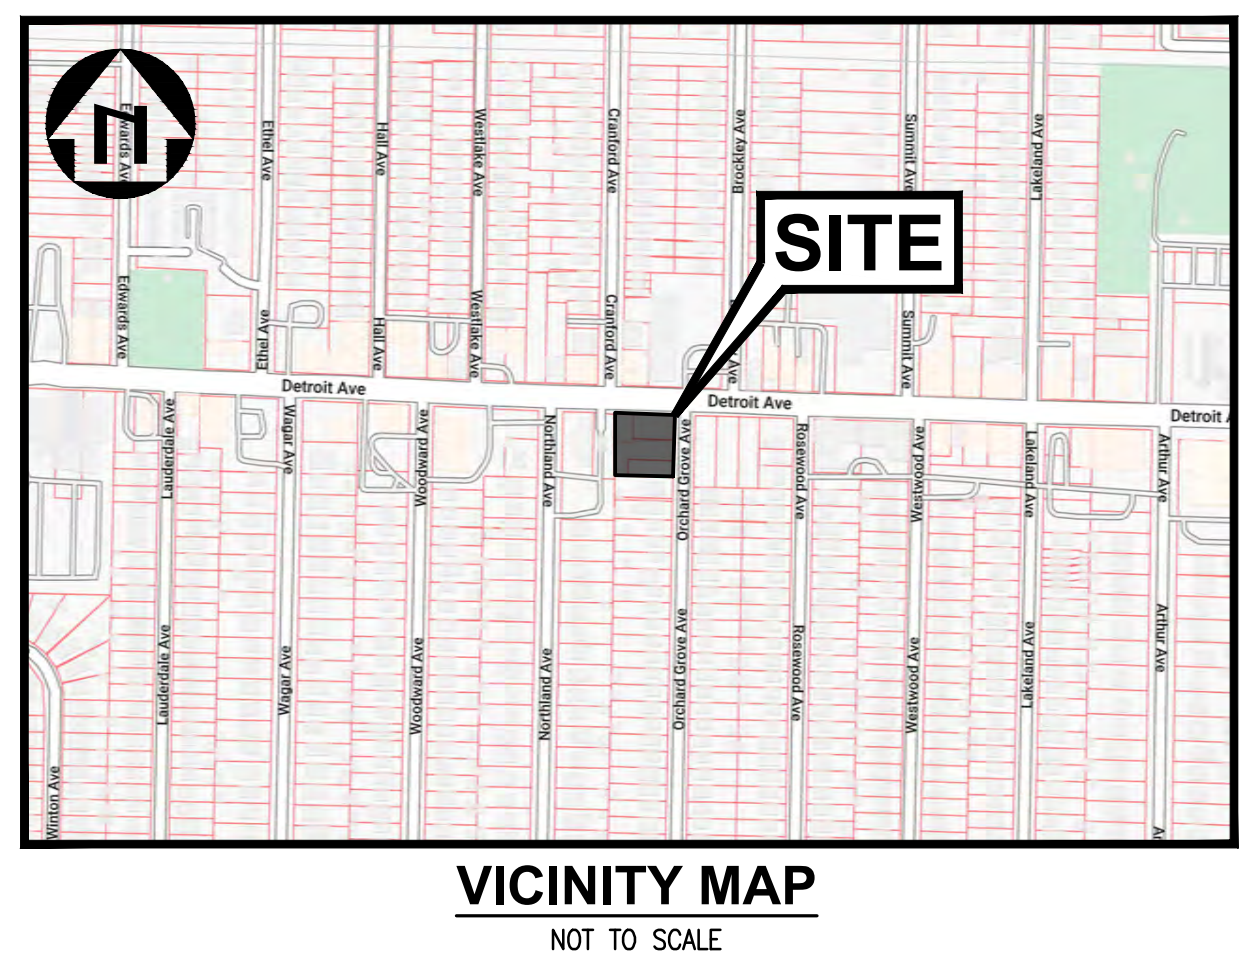 N
Edwards Ave
Ethel Ave
Hall Ave
Westlake Ave
Cranford Ave
Brockley Ave
Summit Ave
Lakeland Ave
SITE
Edwards Ave
Ethel Ave
Hall Ave
Westlake Ave
Cranford Ave
Ave
Summit Ave
Detroit Ave
Detroit Ave
Detroit
Lauderdale Ave
Wagar Ave
Woodward Ave
Northland Ave
Orchard Grove Ave
Rosewood Ave
Westwood Ave
Lakeland Ave
Arthur Ave
Lauderdale Ave
Wagar Ave
Woodward Ave
Northland Ave
Orchard Grove Ave
Rosewood Ave
Westwood Ave
Lakeland Ave
Arthur Ave
Winton Ave
Ar
VICINITY MAP
NOT TO SCALE